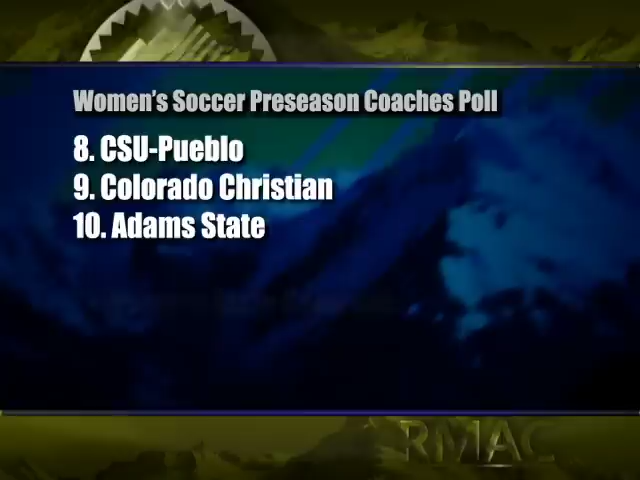 Women's Soccer Preseason Coaches Poll
8. CSU-Pueblo
9. Colorado Christian
10. Adams State
RMAC